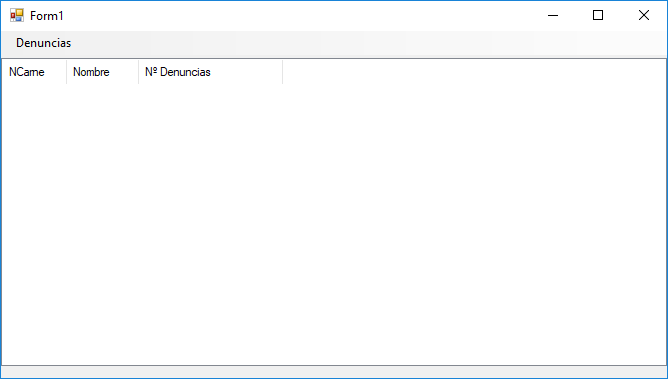 Form1
Denuncias
NCarne Nombre Nº Denuncias